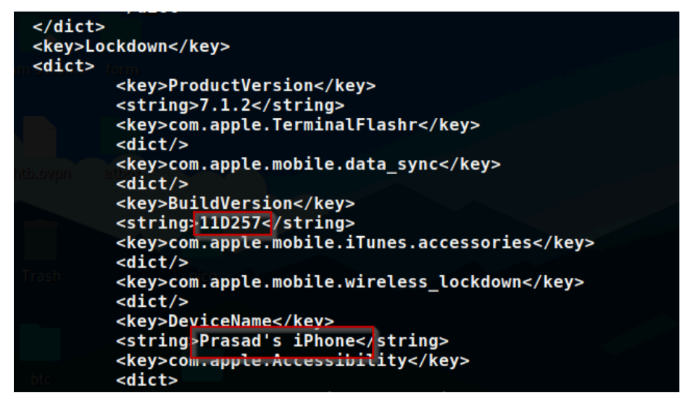 </dict>
<key>Lockdown</key>
<dict>
<key>ProductVersion</key>
<string>7.1.2</string>
<key>com.apple.TerminalFlashr</key>
<dict/>
<key>com.apple.mobile.data_sync</key>
<dict/>
<key>BuildVersion</key>
<string>11D257</string>
<key>com.apple.mobile.iTunes.accessories</key>
<dict/>
<key>com.apple.mobile.wireless_lockdown</key>
<dict/>
<key>DeviceName</key>
<string>Prasad's iPhone</string>
<key>com.apple.Accessibility</key>
<dict>
Trash
btc